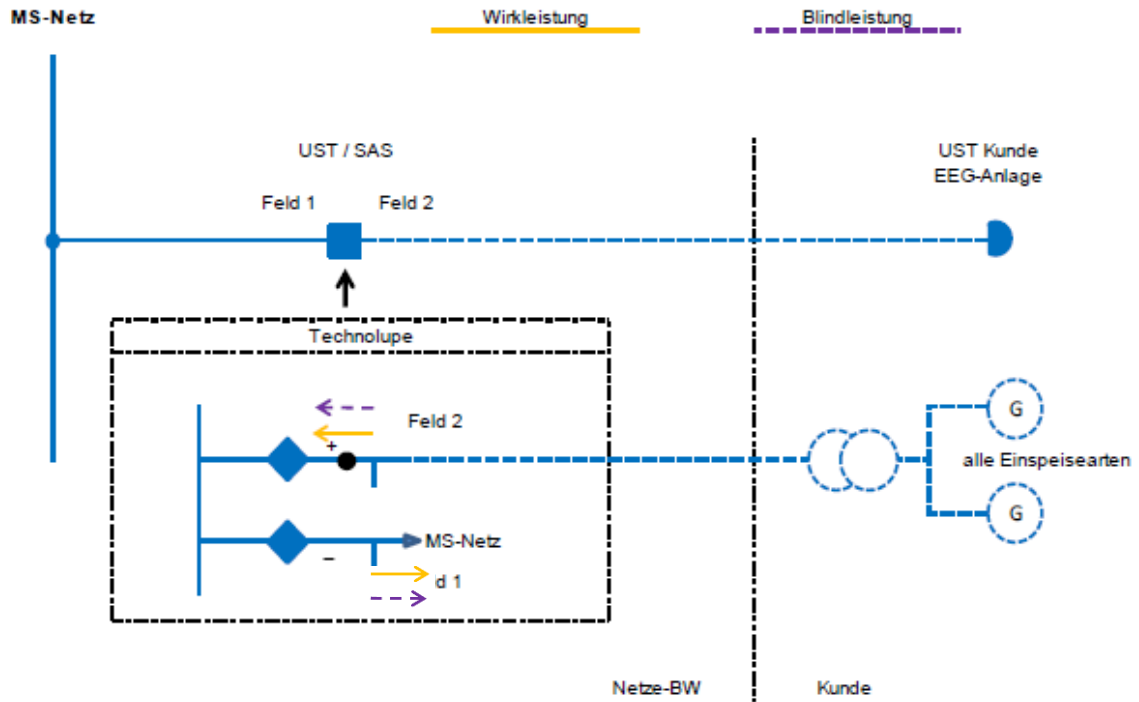 MS-Netz
Wirkleistung
Blindleistung
UST / SAS
UST Kunde
EEG-Anlage
Feld 1
Feld 2
Technolupe
Feld 2
+
G
alle Einspeisearten
G
MS-Netz
–
d 1
Netze-BW
Kunde